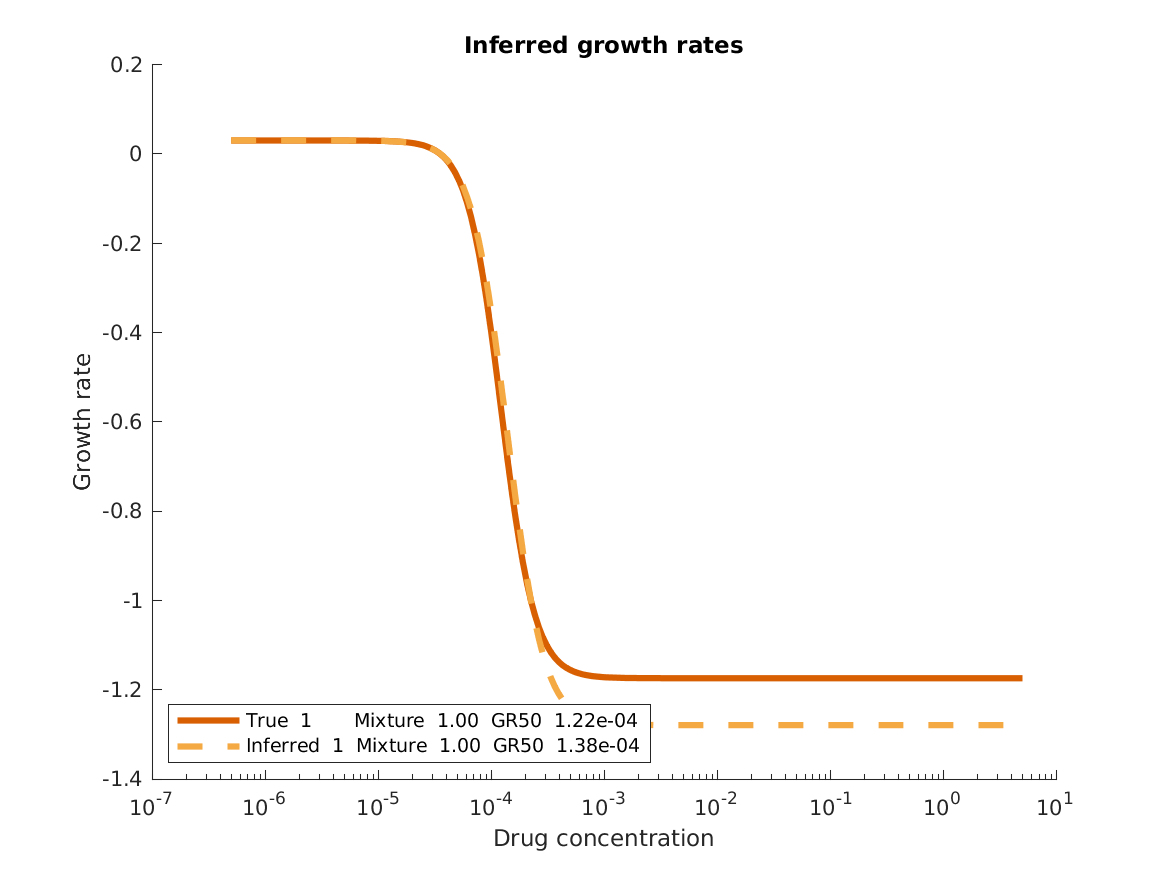 Inferred growth rates
0.2
0
-0.2
-0.4
-0.6
-0.8
-1
-1.2
-1.4
Growth rate
True 1 Mixture 1.00 GR50 1.22e-04
Inferred 1 Mixture 1.00 GR50 1.38e-04
10^-7 10^-6 10^-5 10^-4 10^-3 10^-2 10^-1 10^0 10^1
Drug concentration